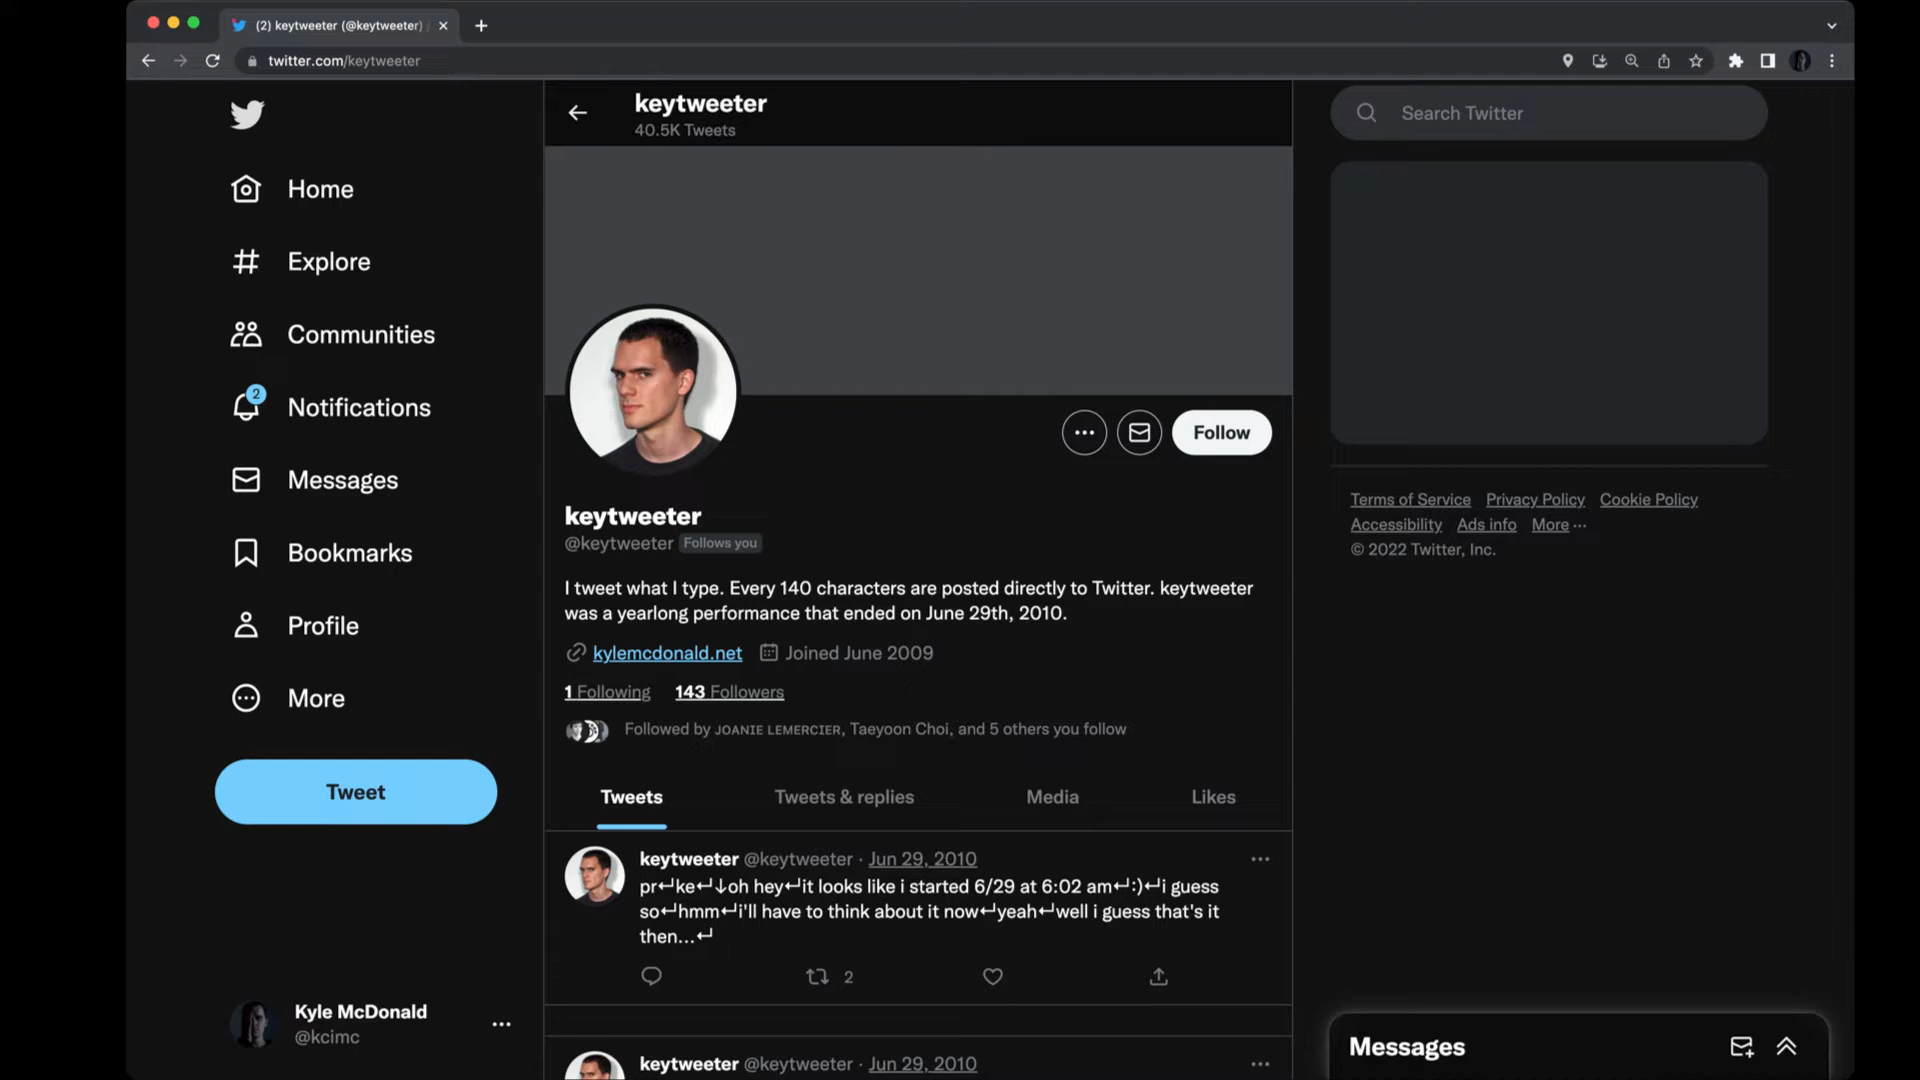 (2) keytweeter (@keytweeter) /
twitter.com/keytweeter
keytweeter
40.5K Tweets
Search Twitter
Home
Explore
Communities
2
Notifications
Messages
Bookmarks
Profile
More
Tweet
Follow
keytweeter
@keytweeter Follows you
I tweet what I type. Every 140 characters are posted directly to Twitter. keytweeter
was a yearlong performance that ended on June 29th, 2010.
kylemcdonald.net Joined June 2009
1 Following 143 Followers
Followed by JOANIE LEMERCIER, Taeyoon Choi, and 5 others you follow
Tweets Tweets & replies Media Likes
keytweeter @keytweeter · Jun 29, 2010
pr↵ke↵↓oh hey↵it looks like i started 6/29 at 6:02 am↵:)↵i guess
so↵hmm↵i'll have to think about it now↵yeah↵well i guess that's it
then...↵
2
keytweeter @keytweeter · Jun 29, 2010
Terms of Service Privacy Policy Cookie Policy
Accessibility Ads info More ···
© 2022 Twitter, Inc.
Kyle McDonald
@kcimc
Messages